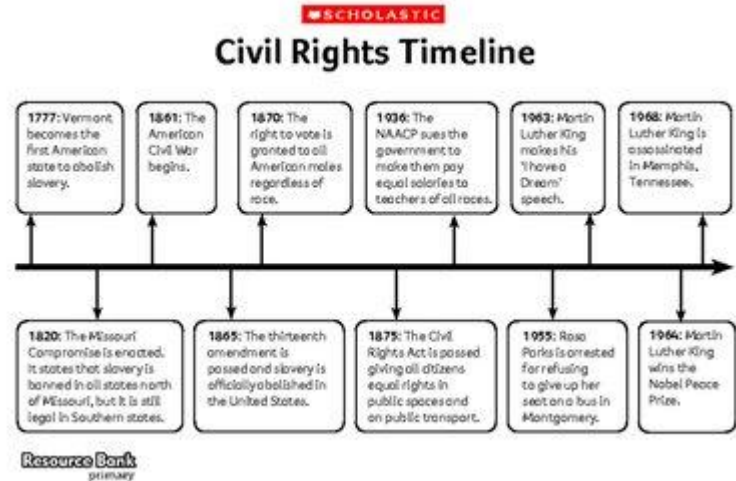 SCHOLASTIC
Civil Rights Timeline
1777: Vermont
becomes the
first American
state to abolish
slavery.
1861: The
American
Civil War
begins.
1870: The
right to vote is
granted to all
American males
regardless of
race.
1936: The
NAACP sues the
government to
make them pay
equal salaries to
teachers of all races.
1963: Martin
Luther King
makes his
'I have a
Dream'
speech.
1968: Martin
Luther King is
assassinated
in Memphis,
Tennessee.
1820: The Missouri
Compromise is enacted.
It states that slavery is
banned in all states north
of Missouri, but it is still
legal in Southern states.
1865: The thirteenth
amendment is
passed and slavery is
officially abolished in
the United States.
1875: The Civil
Rights Act is passed
giving all citizens
equal rights in
public spaces and
on public transport.
1955: Rosa
Parks is arrested
for refusing
to give up her
seat on a bus in
Montgomery.
1964: Martin
Luther King
wins the
Nobel Peace
Prize.
Resource Bank
primary